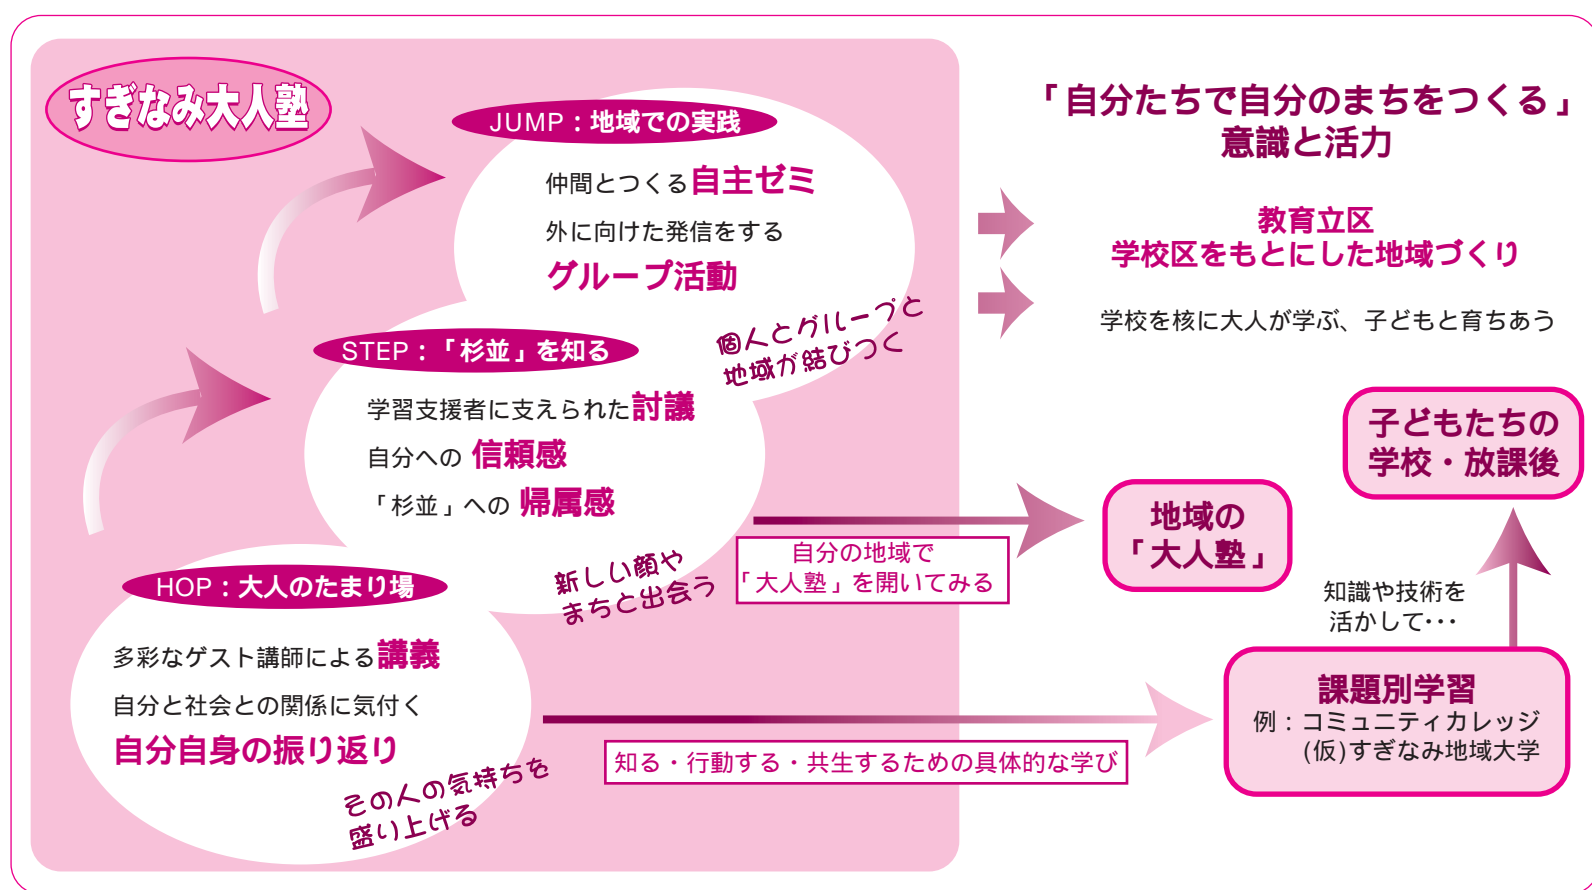 すぎなみ大人塾
JUMP：地域での実践
仲間とつくる自主ゼミ
外に向けた発信をする
グループ活動
個人とグループと
地域が結びつく
STEP：「杉並」を知る
学習支援者に支えられた討議
自分への 信頼感
「杉並」への 帰属感
新しい顔や
まちと出会う
HOP：大人のたまり場
多彩なゲスト講師による講義
自分と社会との関係に気付く
自分自身の振り返り
その人の気持ちを
盛り上げる
「自分たちで自分のまちをつくる」
意識と活力
教育立区
学校区をもとにした地域づくり
学校を核に大人が学ぶ、子どもと育ちあう
自分の地域で
「大人塾」を開いてみる
地域の
「大人塾」
子どもたちの
学校・放課後
知識や技術を
活かして･･･
知る・行動する・共生するための具体的な学び
課題別学習
例：コミュニティカレッジ
(仮)すぎなみ地域大学